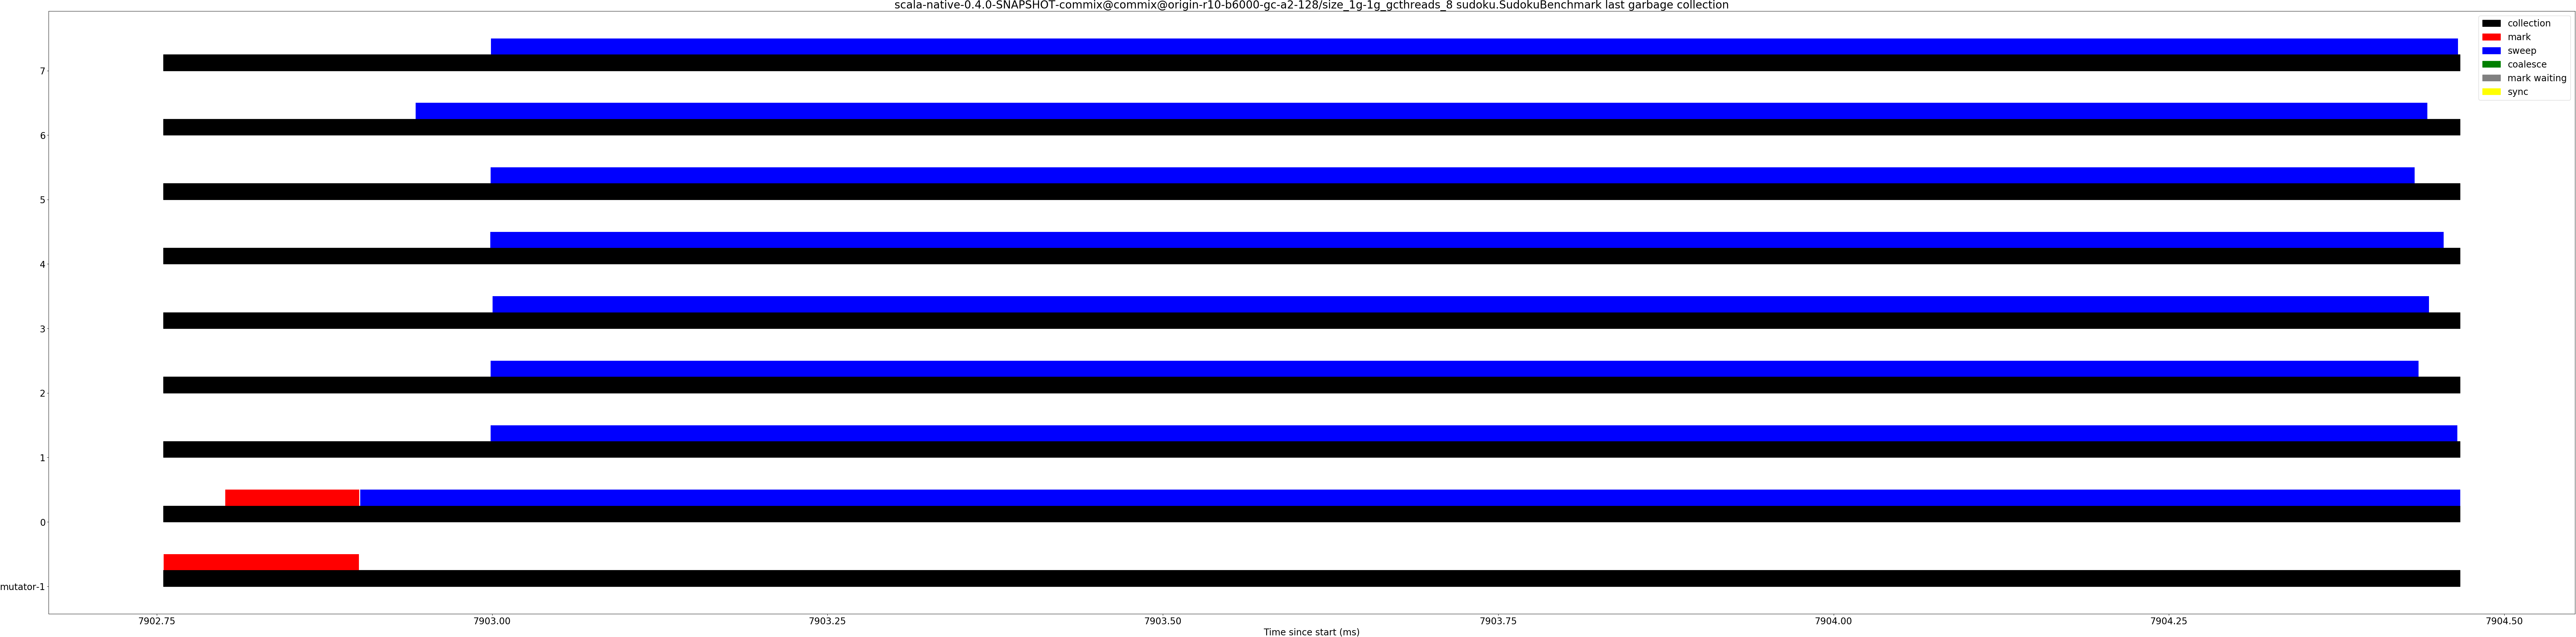 scala-native-0.4.0-SNAPSHOT-commix@commix@origin-r10-b6000-gc-a2-128/size_1g-1g_gcthreads_8 sudoku.SudokuBenchmark last garbage collection
collection
mark
sweep
coalesce
mark waiting
sync
7
6
5
4
3
2
1
0
mutator-1
7902.75 7903.00 7903.25 7903.50 7903.75 7904.00 7904.25 7904.50
Time since start (ms)